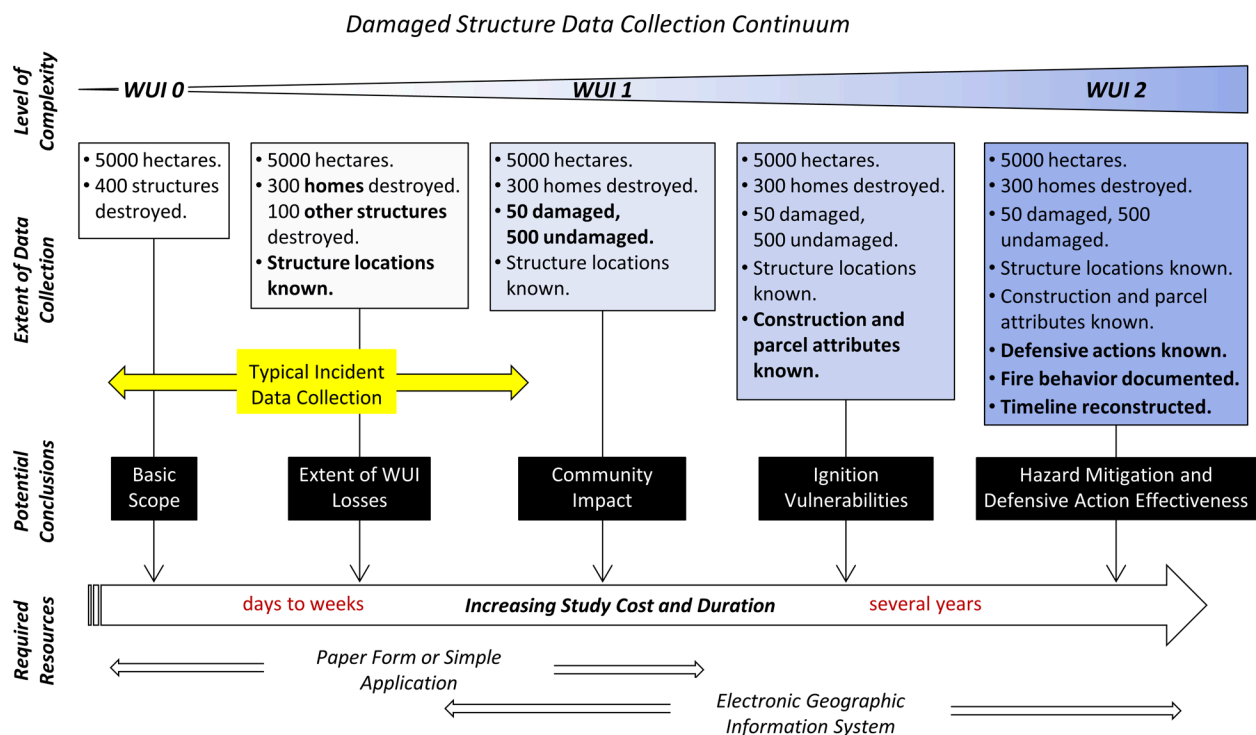 Damaged Structure Data Collection Continuum
Level of
Complexity
WUI 0
WUI 1
WUI 2
Extent of Data
Collection
• 5000 hectares.
• 400 structures
destroyed.
• 5000 hectares.
• 300 homes destroyed.
100 other structures
destroyed.
• Structure locations
known.
• 5000 hectares.
• 300 homes destroyed.
• 50 damaged,
500 undamaged.
• Structure locations
known.
• 5000 hectares.
• 300 homes destroyed.
• 50 damaged,
500 undamaged.
• Structure locations
known.
• Construction and
parcel attributes
known.
• 5000 hectares.
• 300 homes destroyed.
• 50 damaged, 500
undamaged.
• Structure locations
known.
• Construction and parcel
attributes known.
• Defensive actions known.
• Fire behavior documented.
• Timeline reconstructed.
Typical Incident
Data Collection
Potential
Conclusions
Basic
Scope
Extent of WUI
Losses
Community
Impact
Ignition
Vulnerabilities
Hazard Mitigation and
Defensive Action Effectiveness
Required
Resources
days to weeks
Increasing Study Cost and Duration
several years
Paper Form or Simple
Application
Electronic Geographic
Information System